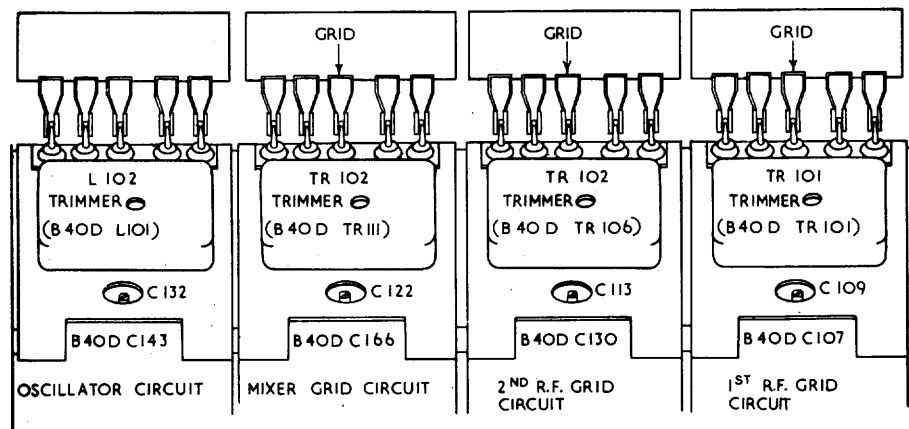 GRID
GRID
GRID
L 102
TRIMMER
(B40D L101)
C 132
B40D C143
OSCILLATOR CIRCUIT
TR 102
TRIMMER
(B40D TR111)
C 122
B40D C166
MIXER GRID CIRCUIT
TR 102
TRIMMER
(B40D TR106)
C 113
B40D C130
2ND R.F. GRID
CIRCUIT
TR 101
TRIMMER
(B40D TR101)
C 109
B40D C107
1ST R.F. GRID
CIRCUIT